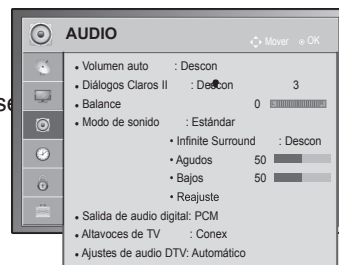 AUDIO
Mover OK
• Volumen auto : Descon
• Diálogos Claros II : Descon 3
• Balance 0
• Modo de sonido : Estándar
• Infinite Surround : Descon
• Agudos 50
• Bajos 50
• Reajuste
• Salida de audio digital: PCM
• Altavoces de TV : Conex
• Ajustes de audio DTV: Automático